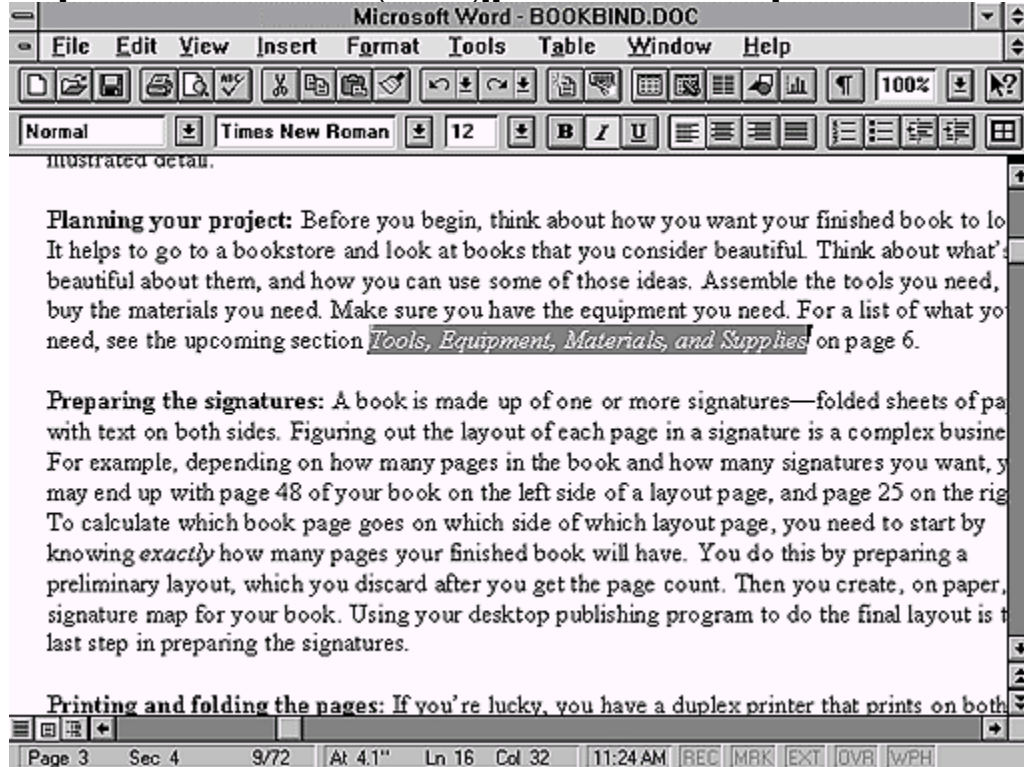 Microsoft Word - BOOKBIND.DOC
File Edit View Insert Format Tools Table Window Help
ABC 100% ?
Normal Times New Roman 12 B I U
illustrated detail.
Planning your project: Before you begin, think about how you want your finished book to lo
It helps to go to a bookstore and look at books that you consider beautiful. Think about what's
beautiful about them, and how you can use some of those ideas. Assemble the tools you need,
buy the materials you need. Make sure you have the equipment you need. For a list of what yo
need, see the upcoming section Tools, Equipment, Materials, and Supplies on page 6.
Preparing the signatures: A book is made up of one or more signatures—folded sheets of pa
with text on both sides. Figuring out the layout of each page in a signature is a complex busine
For example, depending on how many pages in the book and how many signatures you want, y
may end up with page 48 of your book on the left side of a layout page, and page 25 on the rig
To calculate which book page goes on which side of which layout page, you need to start by
knowing exactly how many pages your finished book will have. You do this by preparing a
preliminary layout, which you discard after you get the page count. Then you create, on paper,
signature map for your book. Using your desktop publishing program to do the final layout is t
last step in preparing the signatures.
Printing and folding the pages: If you're lucky, you have a duplex printer that prints on both
Page 3 Sec 4 9/72 At 4.1" Ln 16 Col 32 11:24 AM REC MRK EXT OVR WPH